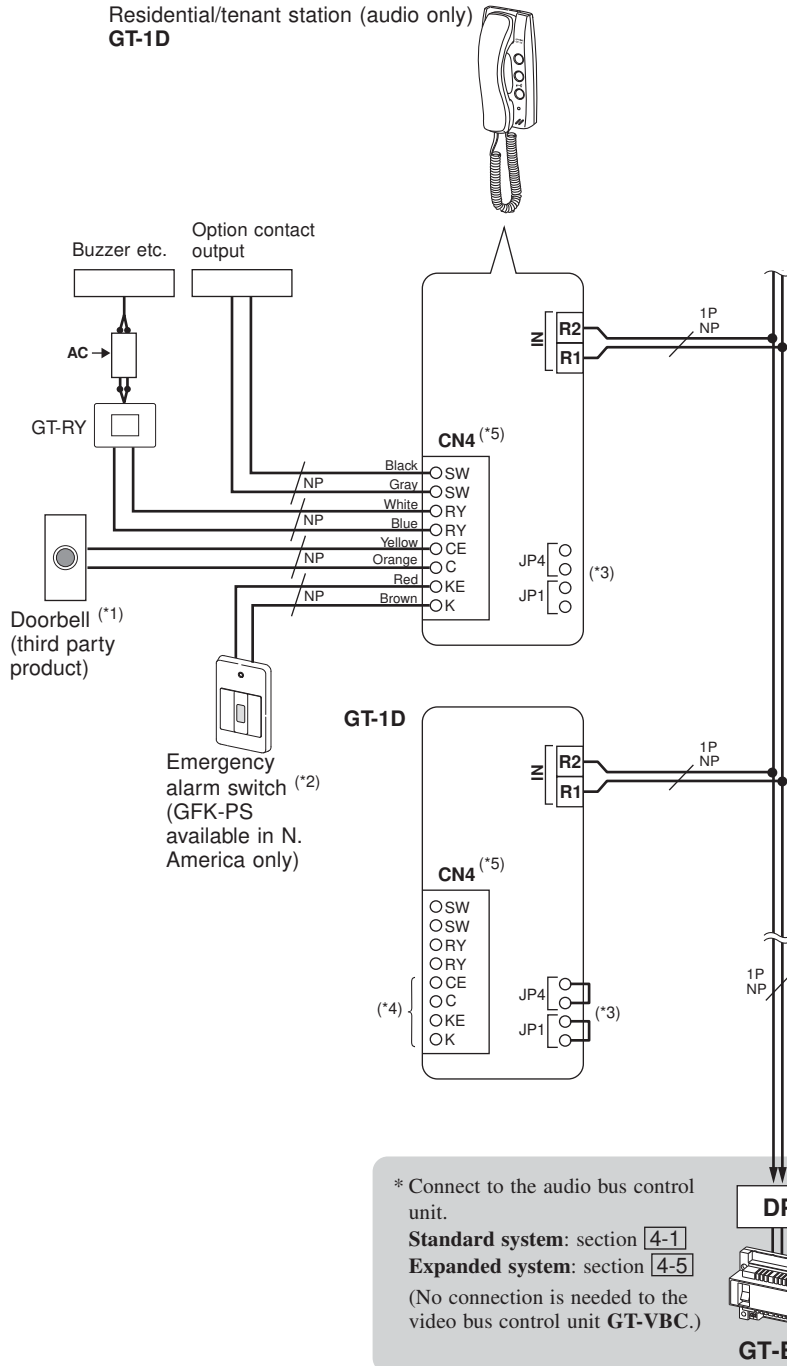 Residential/tenant station (audio only)
GT-1D
Buzzer etc.
Option contact
output
AC
GT-RY
IN
R2
R1
1P
NP
CN4 (*5)
Black
SW
NP
Gray
SW
White
RY
NP
Blue
RY
Yellow
CE
NP
Orange
C
Red
KE
NP
Brown
K
JP4
JP1
(*3)
Doorbell (*1)
(third party
product)
Emergency
alarm switch (*2)
(GFK-PS
available in N.
America only)
GT-1D
IN
R2
R1
1P
NP
CN4 (*5)
SW
SW
RY
RY
CE
C
KE
K
(*4)
JP4
JP1
(*3)
1P
NP
* Connect to the audio bus control
unit.
Standard system: section 4-1
Expanded system: section 4-5
(No connection is needed to the
video bus control unit GT-VBC.)